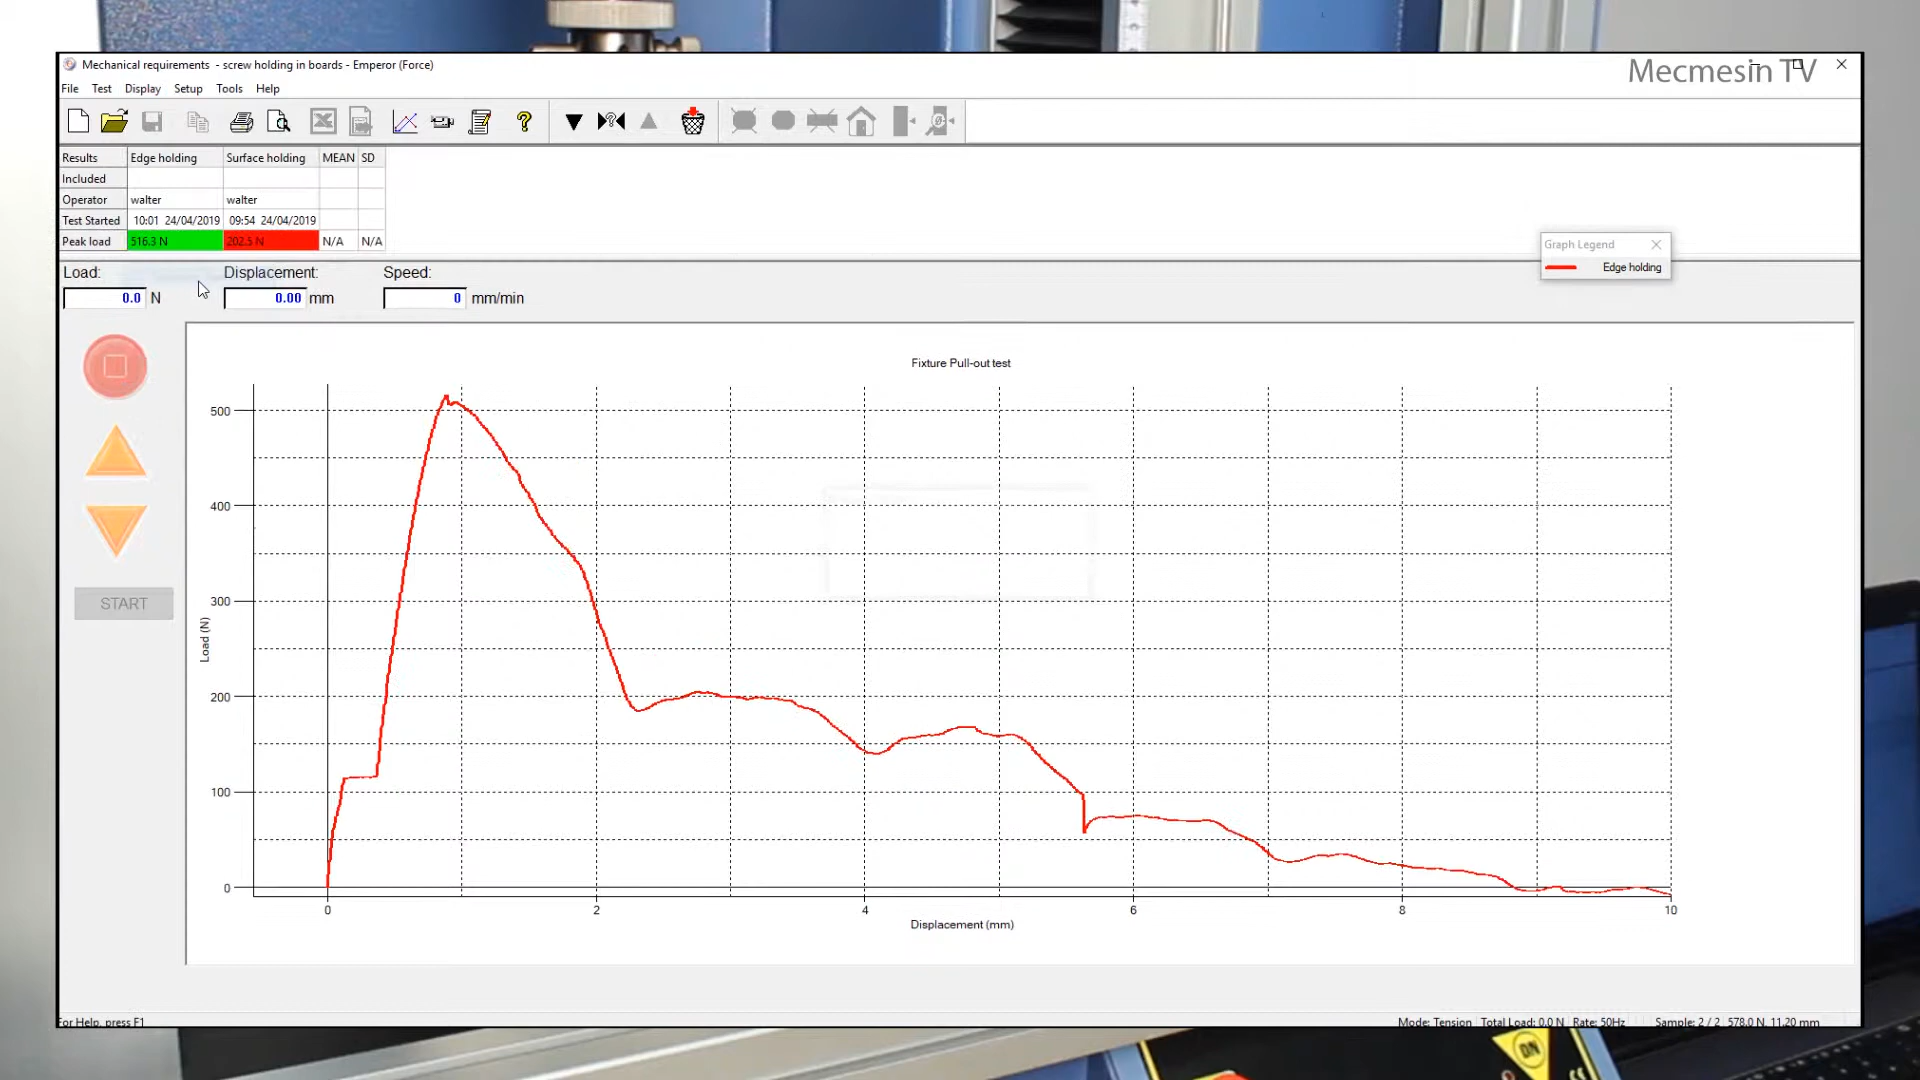 Mechanical requirements - screw holding in boards - Emperor (Force)
Mecmesin TV
File Test Display Setup Tools Help
Results Edge holding Surface holding MEAN SD
Included
Operator walter walter
Test Started 10:01 24/04/2019 09:54 24/04/2019
Peak load 516.3 N 202.5 N N/A N/A
Graph Legend
Edge holding
Load: Displacement: Speed:
0.0 N 0.00 mm 0 mm/min
Fixture Pull-out test
500
400
300
200
100
0
Load (N)
START
0 2 4 6 8 10
Displacement (mm)
For Help, press F1
Mode: Tension Total Load: 0.0 N Rate: 50Hz Sample: 2 / 2 578.0 N, 11.20 mm